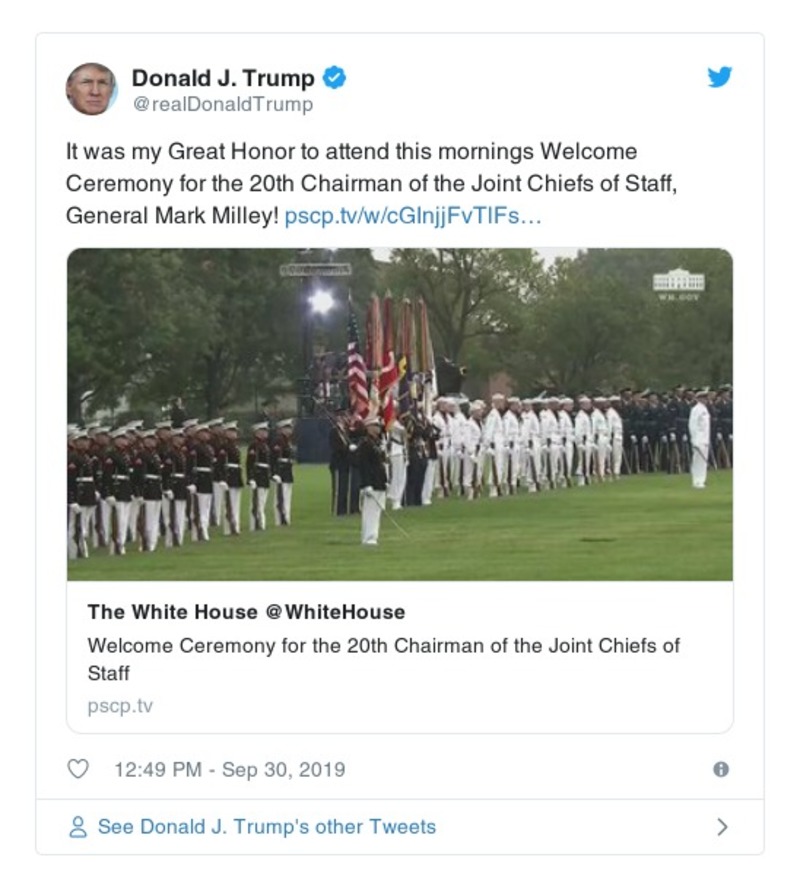 Donald J. Trump
@realDonaldTrump
It was my Great Honor to attend this mornings Welcome
Ceremony for the 20th Chairman of the Joint Chiefs of Staff,
General Mark Milley! pscp.tv/w/cGInjjFvTlFs…
WH.GOV
The White House @WhiteHouse
Welcome Ceremony for the 20th Chairman of the Joint Chiefs of
Staff
pscp.tv
12:49 PM - Sep 30, 2019
See Donald J. Trump's other Tweets